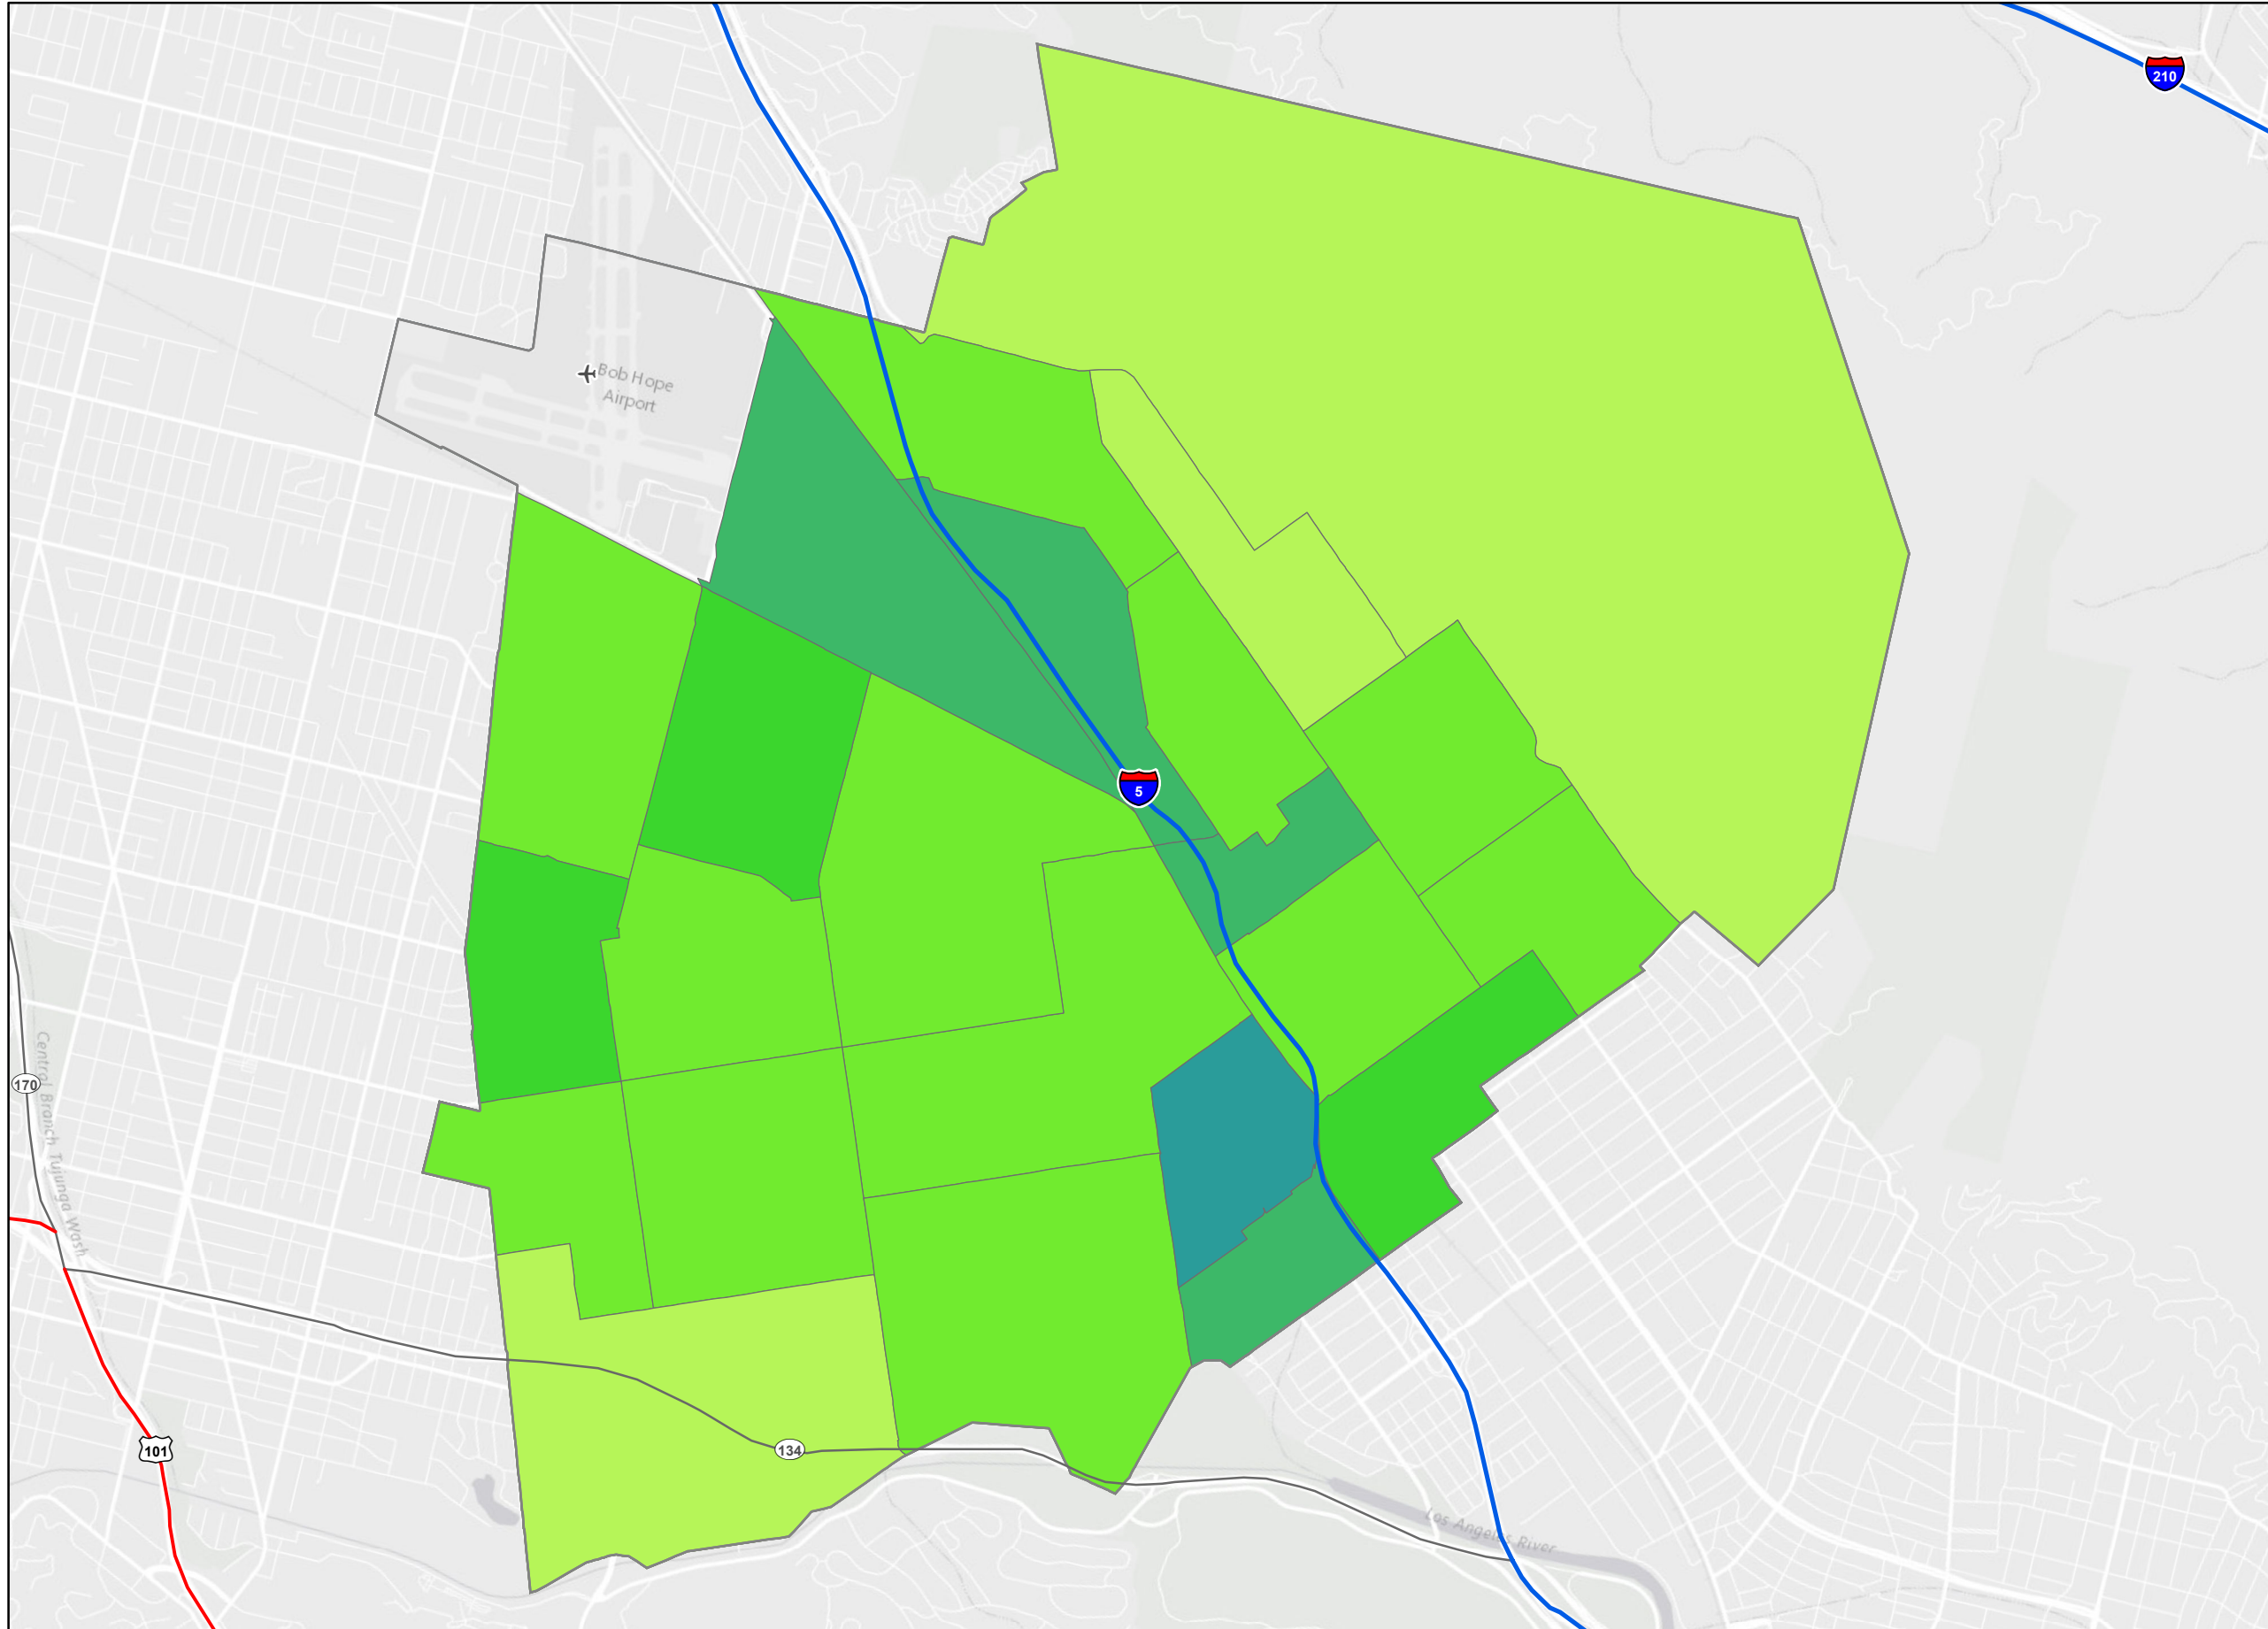 210
Bob Hope
Airport
5
170
Central Branch Tujunga Wash
134
101
Los Angeles River